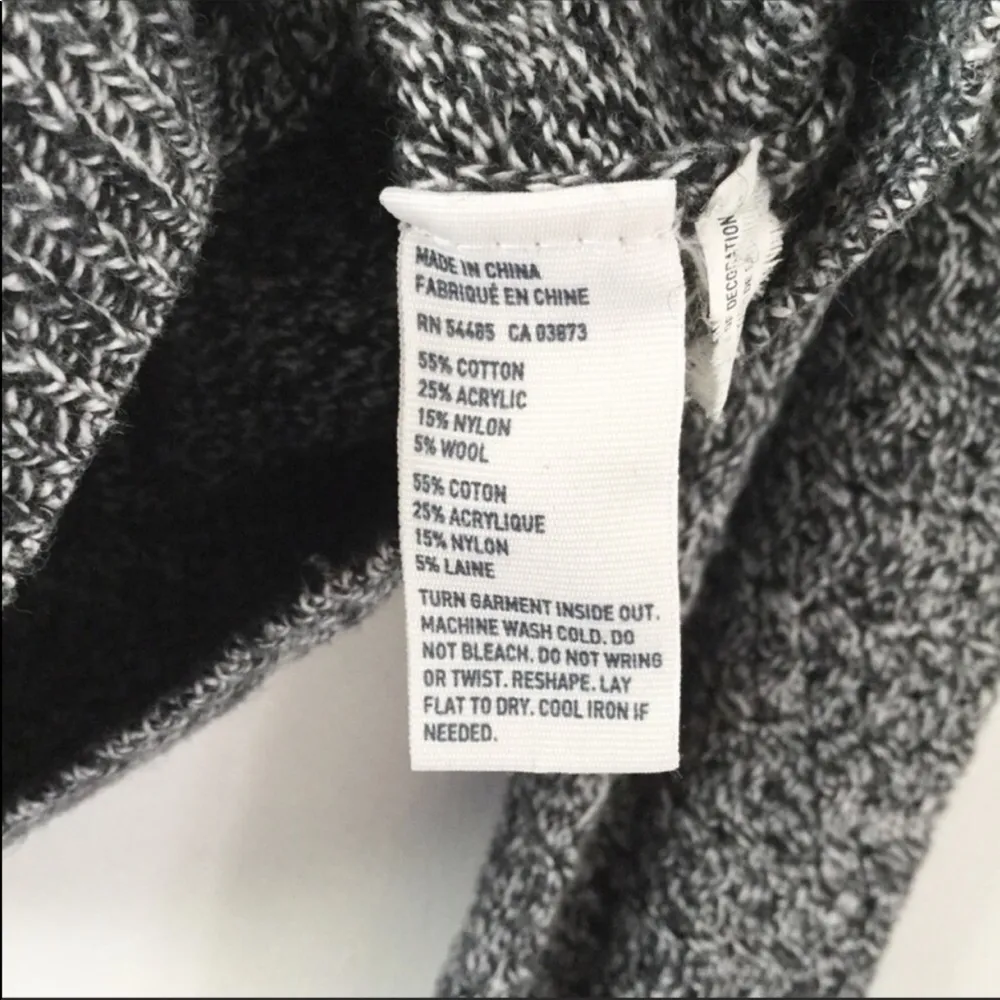 MADE IN CHINA
FABRIQUÉ EN CHINE
RN 54485 CA 03873
55% COTTON
25% ACRYLIC
15% NYLON
5% WOOL
55% COTON
25% ACRYLIQUE
15% NYLON
5% LAINE
TURN GARMENT INSIDE OUT.
MACHINE WASH COLD. DO
NOT BLEACH. DO NOT WRING
OR TWIST. RESHAPE. LAY
FLAT TO DRY. COOL IRON IF
NEEDED.
DECORATION
DE